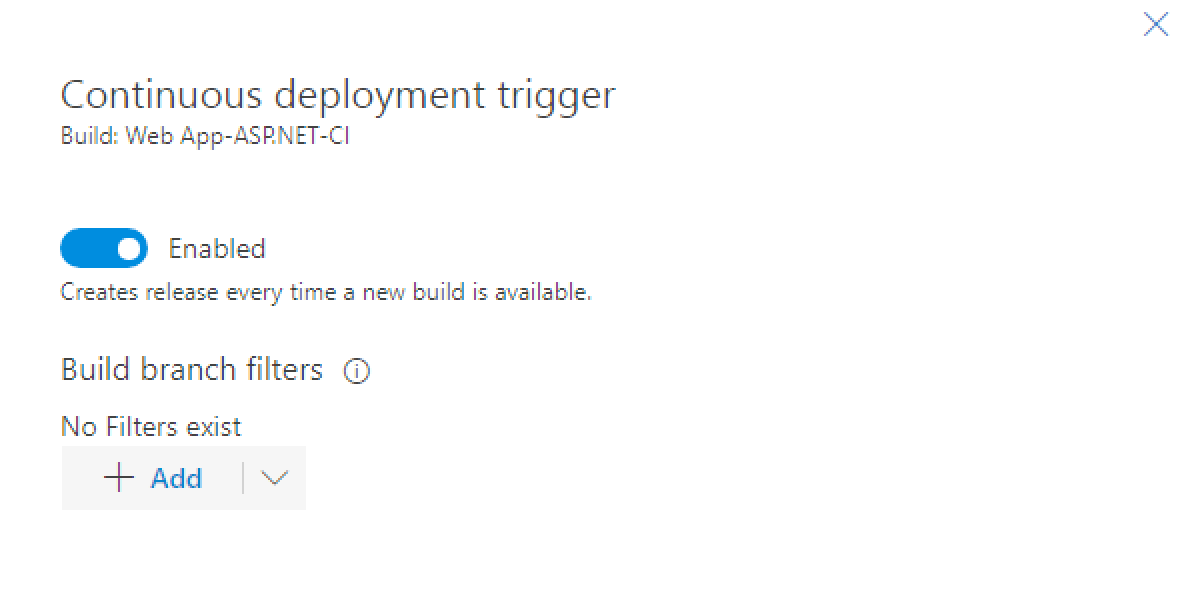 Continuous deployment trigger
Build: Web App-ASP.NET-CI
Enabled
Creates release every time a new build is available.
Build branch filters
No Filters exist
Add